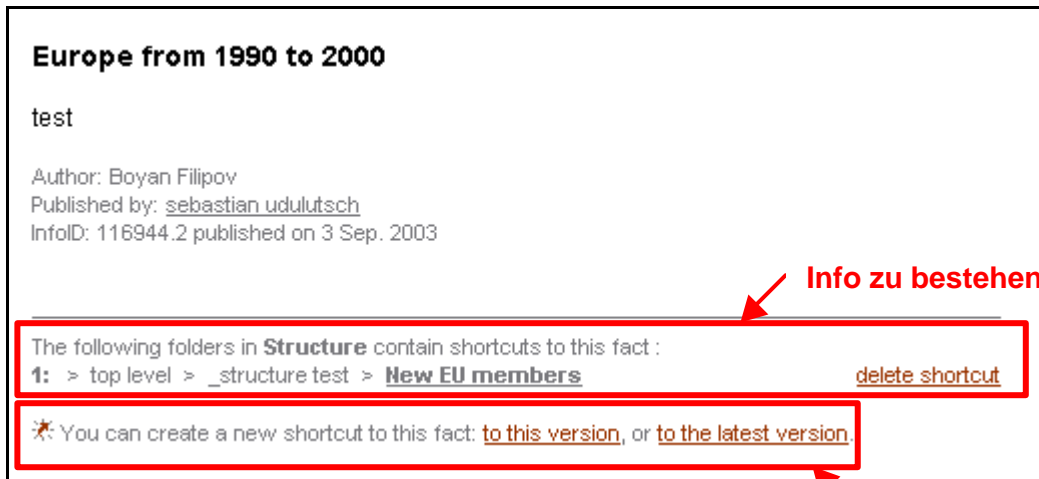 Europe from 1990 to 2000
test
Author: Boyan Filipov
Published by: sebastian udulutsch
InfoID: 116944.2 published on 3 Sep. 2003
Info zu bestehen
The following folders in Structure contain shortcuts to this fact :
1: > top level > _structure test > New EU members delete shortcut
You can create a new shortcut to this fact: to this version, or to the latest version.